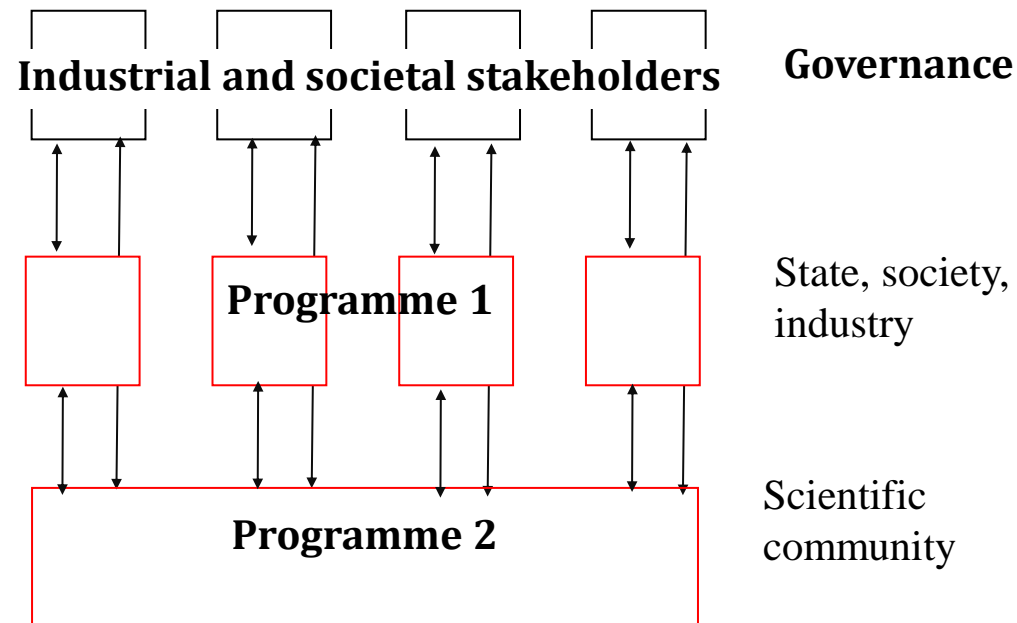 Industrial and societal stakeholders
Governance
Programme 1
State, society,
industry
Programme 2
Scientific
community